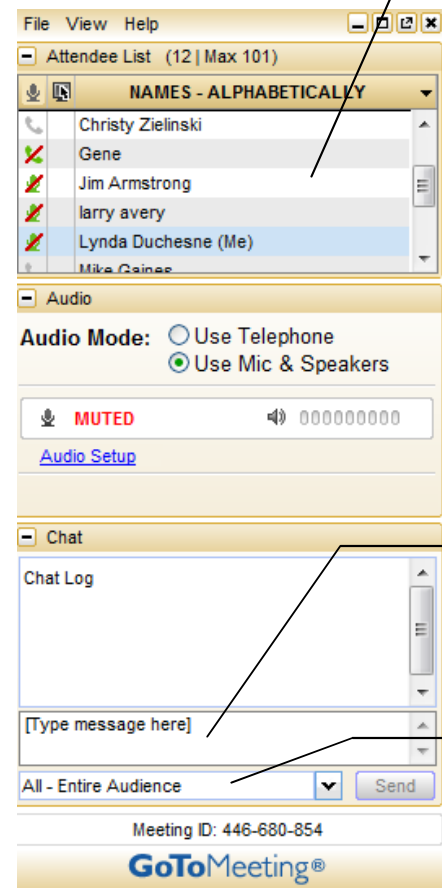 File View Help
Attendee List (12 | Max 101)
NAMES - ALPHABETICALLY
Christy Zielinski
Gene
Jim Armstrong
larry avery
Lynda Duchesne (Me)
Mike Gaines
Audio
Audio Mode: Use Telephone
Use Mic & Speakers
MUTED 000000000
Audio Setup
Chat
Chat Log
[Type message here]
All - Entire Audience Send
Meeting ID: 446-680-854
GoToMeeting®